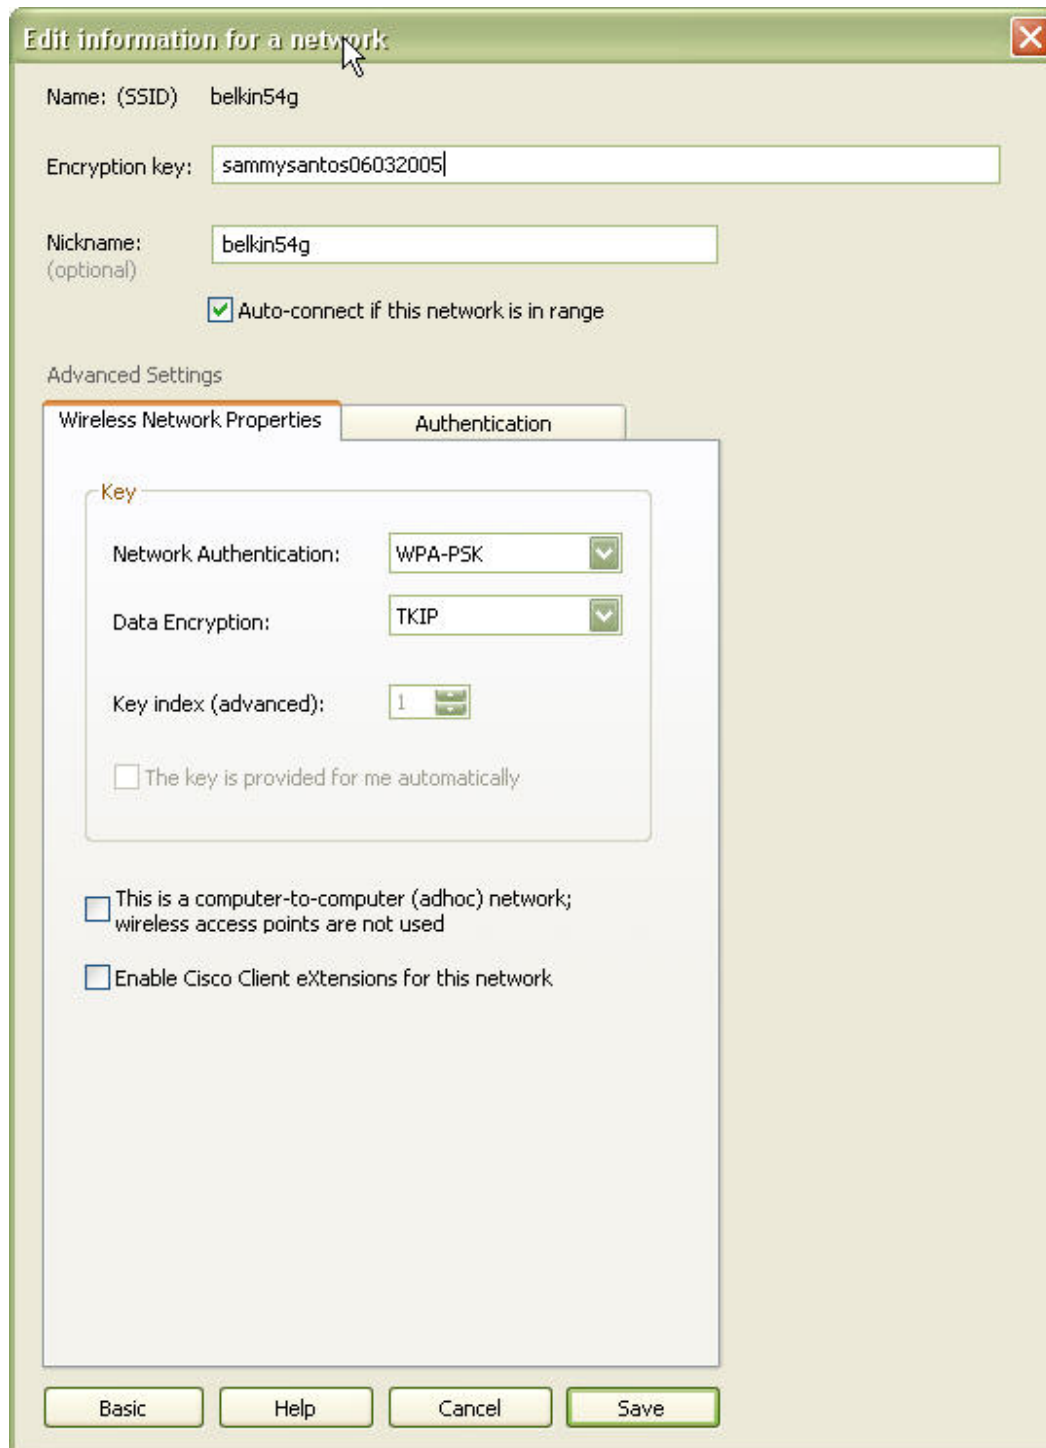 Edit information for a network
Name: (SSID) belkin54g
Encryption key: sammysantos06032005
Nickname: belkin54g
(optional)
Auto-connect if this network is in range
Advanced Settings
Wireless Network Properties Authentication
Key
Network Authentication: WPA-PSK
Data Encryption: TKIP
Key index (advanced): 1
The key is provided for me automatically
This is a computer-to-computer (adhoc) network;
wireless access points are not used
Enable Cisco Client eXtensions for this network
Basic Help Cancel Save